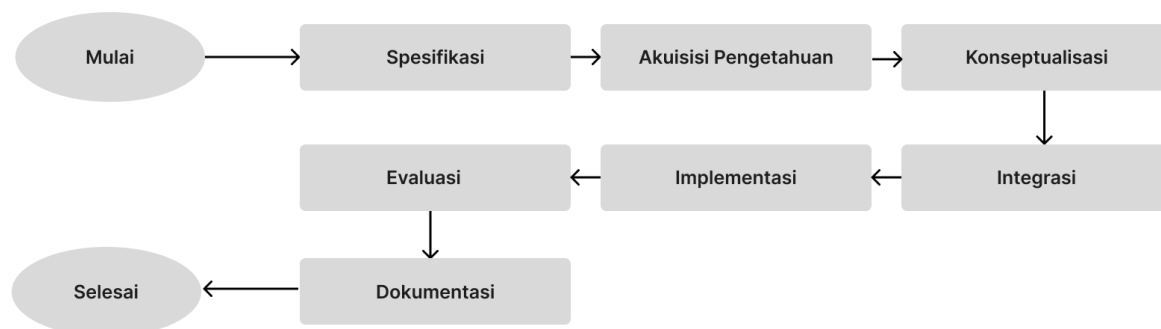 Mulai
Spesifikasi
Akuisisi Pengetahuan
Konseptualisasi
Integrasi
Implementasi
Evaluasi
Dokumentasi
Selesai